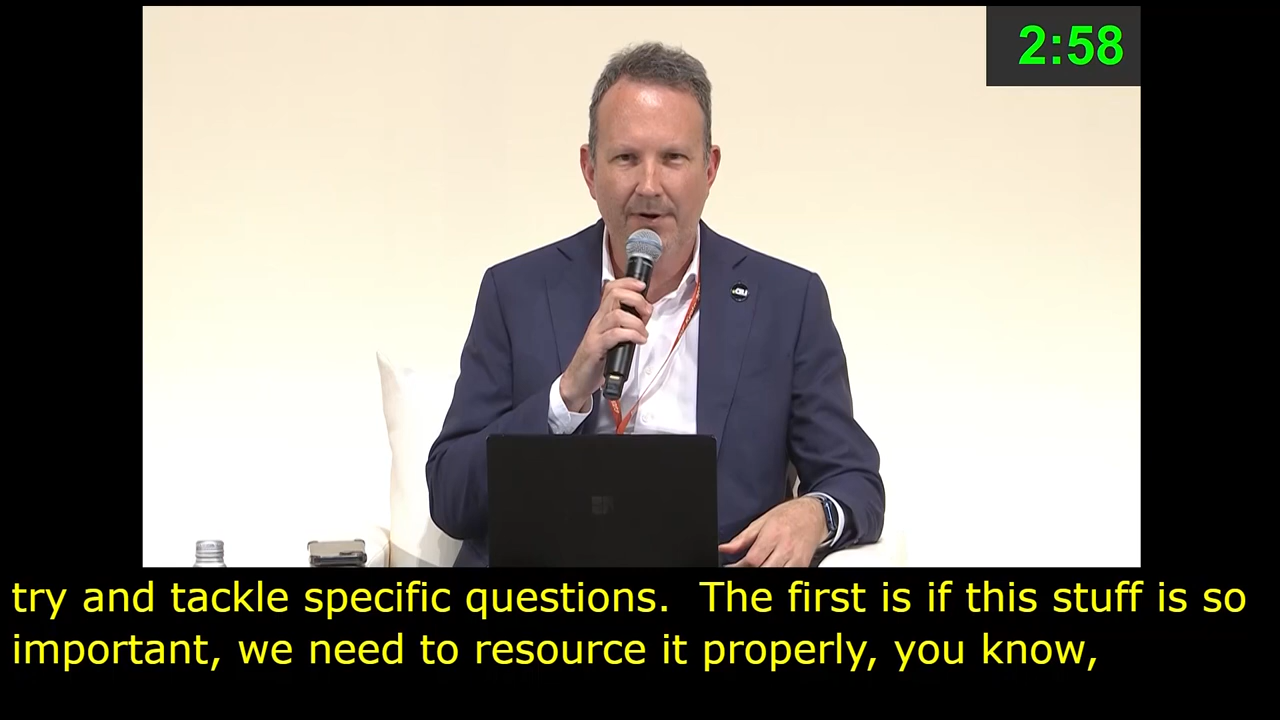 2:58
try and tackle specific questions.  The first is if this stuff is so
important, we need to resource it properly, you know,